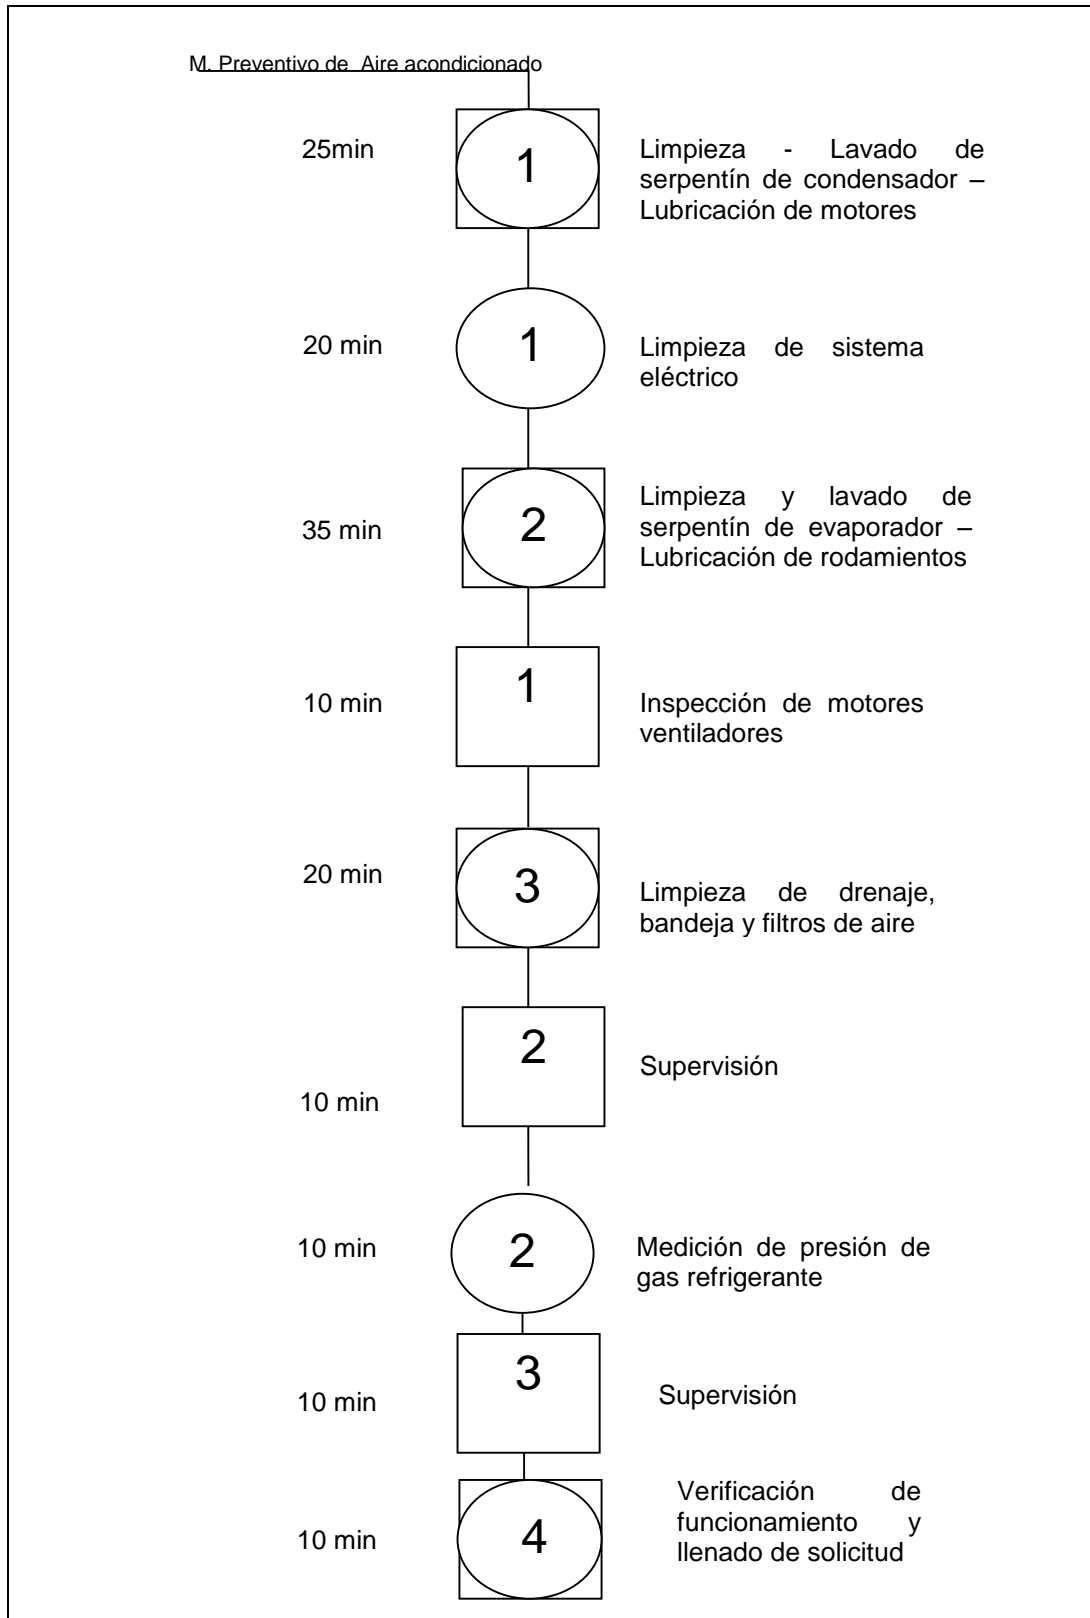 M. Preventivo de Aire acondicionado
25min
1
Limpieza - Lavado de
serpentín de condensador –
Lubricación de motores
20 min
1
Limpieza de sistema
eléctrico
35 min
2
Limpieza y lavado de
serpentín de evaporador –
Lubricación de rodamientos
10 min
1
Inspección de motores
ventiladores
20 min
3
Limpieza de drenaje,
bandeja y filtros de aire
10 min
2
Supervisión
10 min
2
Medición de presión de
gas refrigerante
10 min
3
Supervisión
10 min
4
Verificación de
funcionamiento y
llenado de solicitud